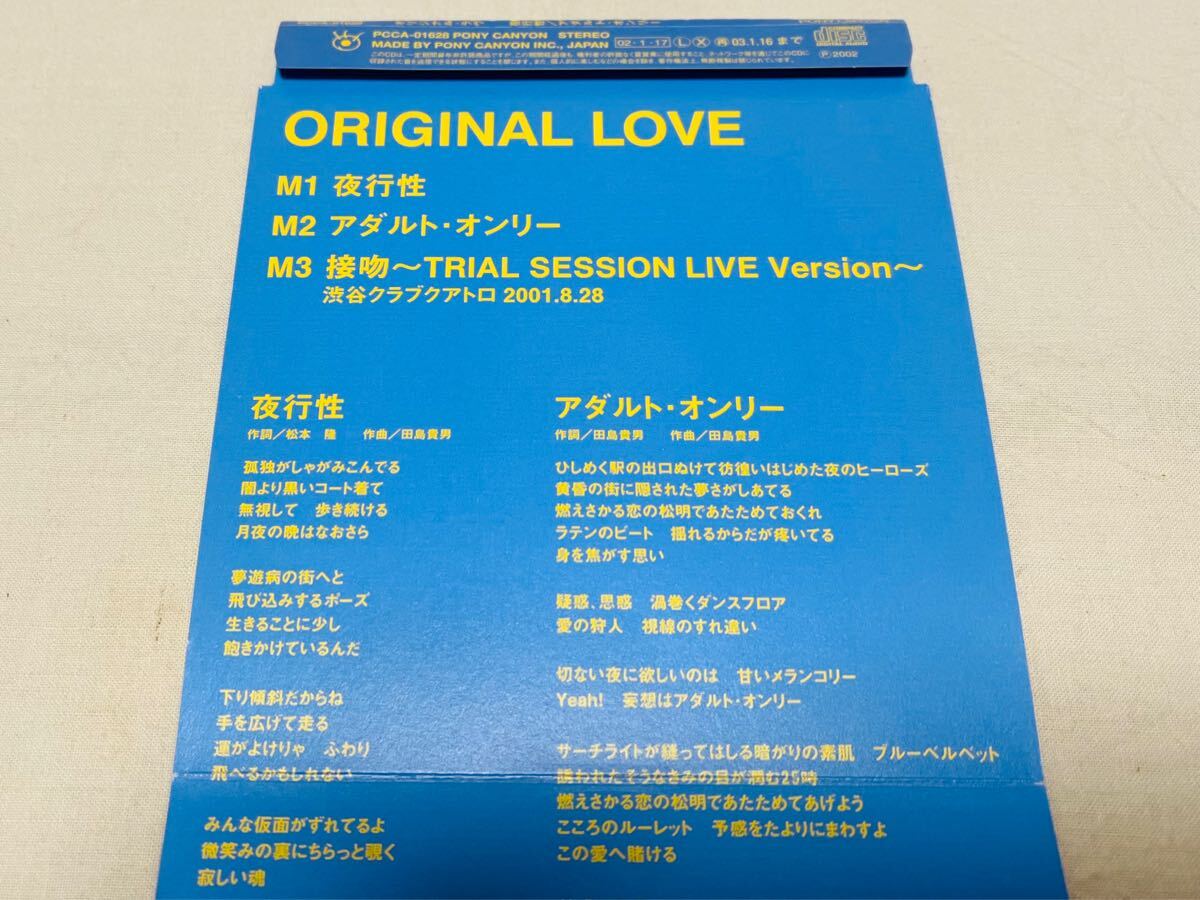 PCCA-01628 PONY CANYON STEREO
MADE BY PONY CANYON INC., JAPAN
02・1・17 L X 再 03.1.16 まで
COMPACT disc DIGITAL AUDIO
Ⓟ2002
ORIGINAL LOVE
M1 夜行性
M2 アダルト・オンリー
M3 接吻～TRIAL SESSION LIVE Version～
渋谷クラブクアトロ 2001.8.28
夜行性
作詞／松本 隆 作曲／田島貴男
孤独がしゃがみこんでる
闇より黒いコート着て
無視して 歩き続ける
月夜の晩はなおさら
夢遊病の街へと
飛び込みするポーズ
生きることに少し
飽きかけているんだ
下り傾斜だからね
手を広げて走る
運がよけりゃ ふわり
飛べるかもしれない
みんな仮面がずれてるよ
微笑みの裏にちらっと覗く
寂しい魂
アダルト・オンリー
作詞／田島貴男 作曲／田島貴男
ひしめく駅の出口ぬけて彷徨いはじめた夜のヒーローズ
黄昏の街に隠された夢さがしあてる
燃えさかる恋の松明であたためておくれ
ラテンのビート 揺れるからだが疼いてる
身を焦がす思い
疑惑、思惑 渦巻くダンスフロア
愛の狩人 視線のすれ違い
切ない夜に欲しいのは 甘いメランコリー
Yeah! 妄想はアダルト・オンリー
サーチライトが縫ってはしる暗がりの素肌 ブルーベルベット
誘われたそうなきみの目が潤む25時
燃えさかる恋の松明であたためてあげよう
こころのルーレット 予感をたよりにまわすよ
この愛へ賭ける